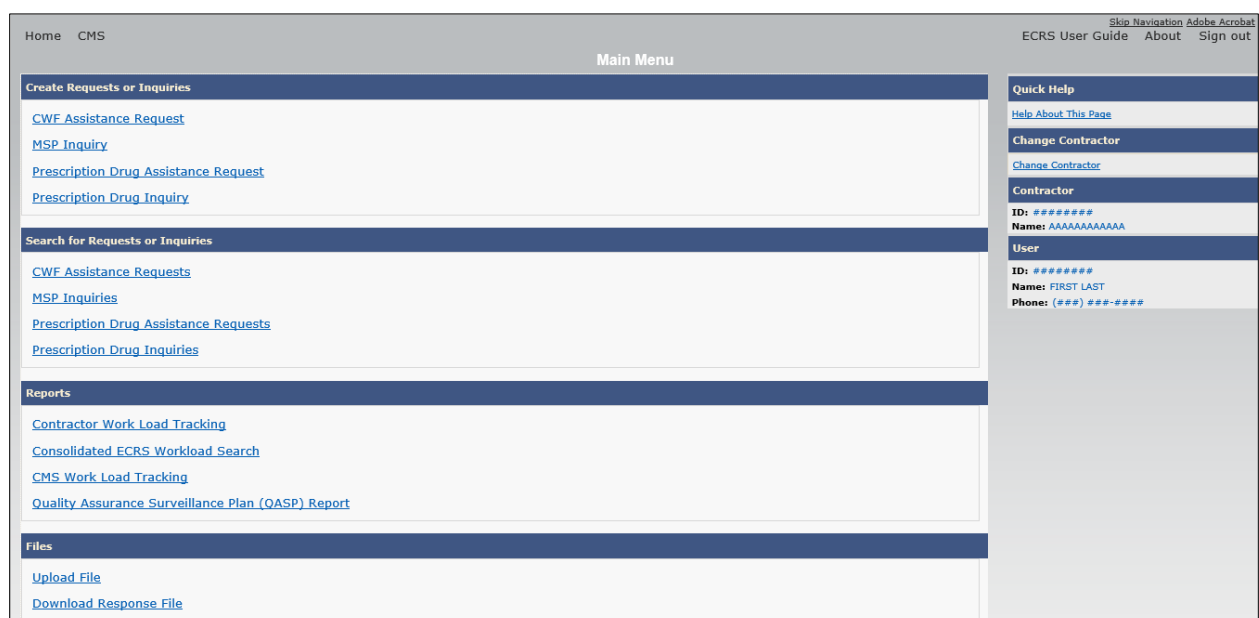 Skip Navigation Adobe Acrobat
Home CMS ECRS User Guide About Sign out
Main Menu
Create Requests or Inquiries
CWF Assistance Request
MSP Inquiry
Prescription Drug Assistance Request
Prescription Drug Inquiry
Search for Requests or Inquiries
CWF Assistance Requests
MSP Inquiries
Prescription Drug Assistance Requests
Prescription Drug Inquiries
Reports
Contractor Work Load Tracking
Consolidated ECRS Workload Search
CMS Work Load Tracking
Quality Assurance Surveillance Plan (QASP) Report
Files
Upload File
Download Response File
Quick Help
Help About This Page
Change Contractor
Change Contractor
Contractor
ID: ########
Name: AAAAAAAAAAAA
User
ID: ########
Name: FIRST LAST
Phone: (###) ###-####